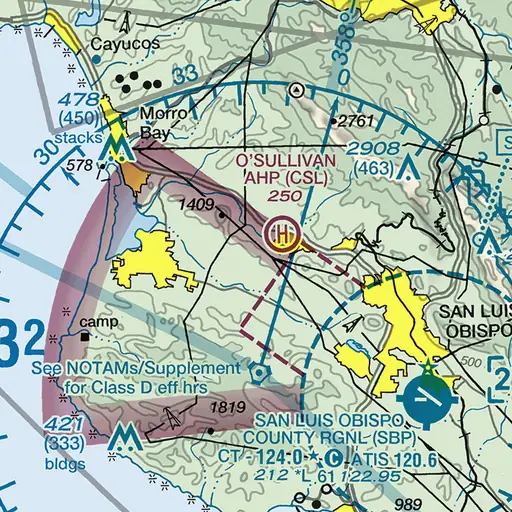 Cayucos
33
358°
478
(450)
stacks
Morro
Bay
2761
30
578
2908
(463)
O'SULLIVAN
AHP (CSL)
250
1409
SAN LUIS
OBISPO
32
camp
500
See NOTAMs/Supplement
for Class D eff hrs
2
1819
421
(333)
bldgs
SAN LUIS OBISPO
COUNTY RGNL (SBP)
CT - 124.0 ★ C ATIS 120.6
212 *L 61 122.95
989